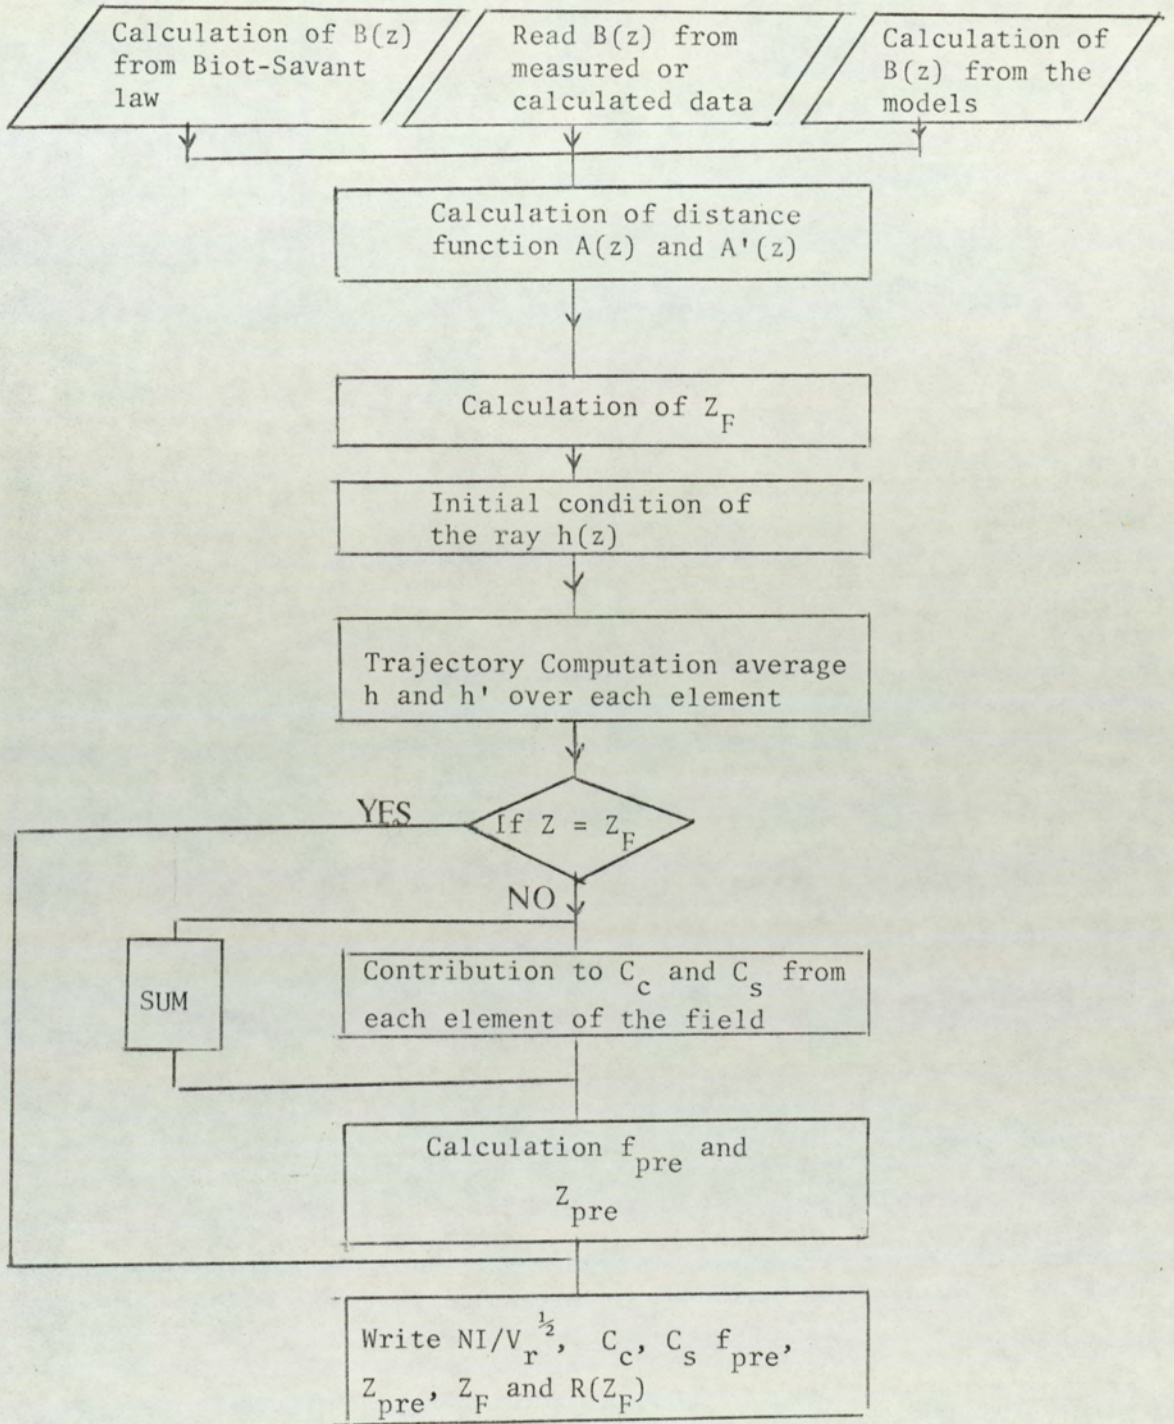 Calculation of B(z)
from Biot-Savant
law
Read B(z) from
measured or
calculated data
Calculation of
B(z) from the
models
Calculation of distance
function A(z) and A'(z)
Calculation of Z_F
Initial condition of
the ray h(z)
Trajectory Computation average
h and h' over each element
YES
If Z = Z_F
NO
SUM
Contribution to C_c and C_s from
each element of the field
Calculation f_pre and
Z_pre
Write NI/V_r^½, C_c, C_s f_pre,
Z_pre, Z_F and R(Z_F)